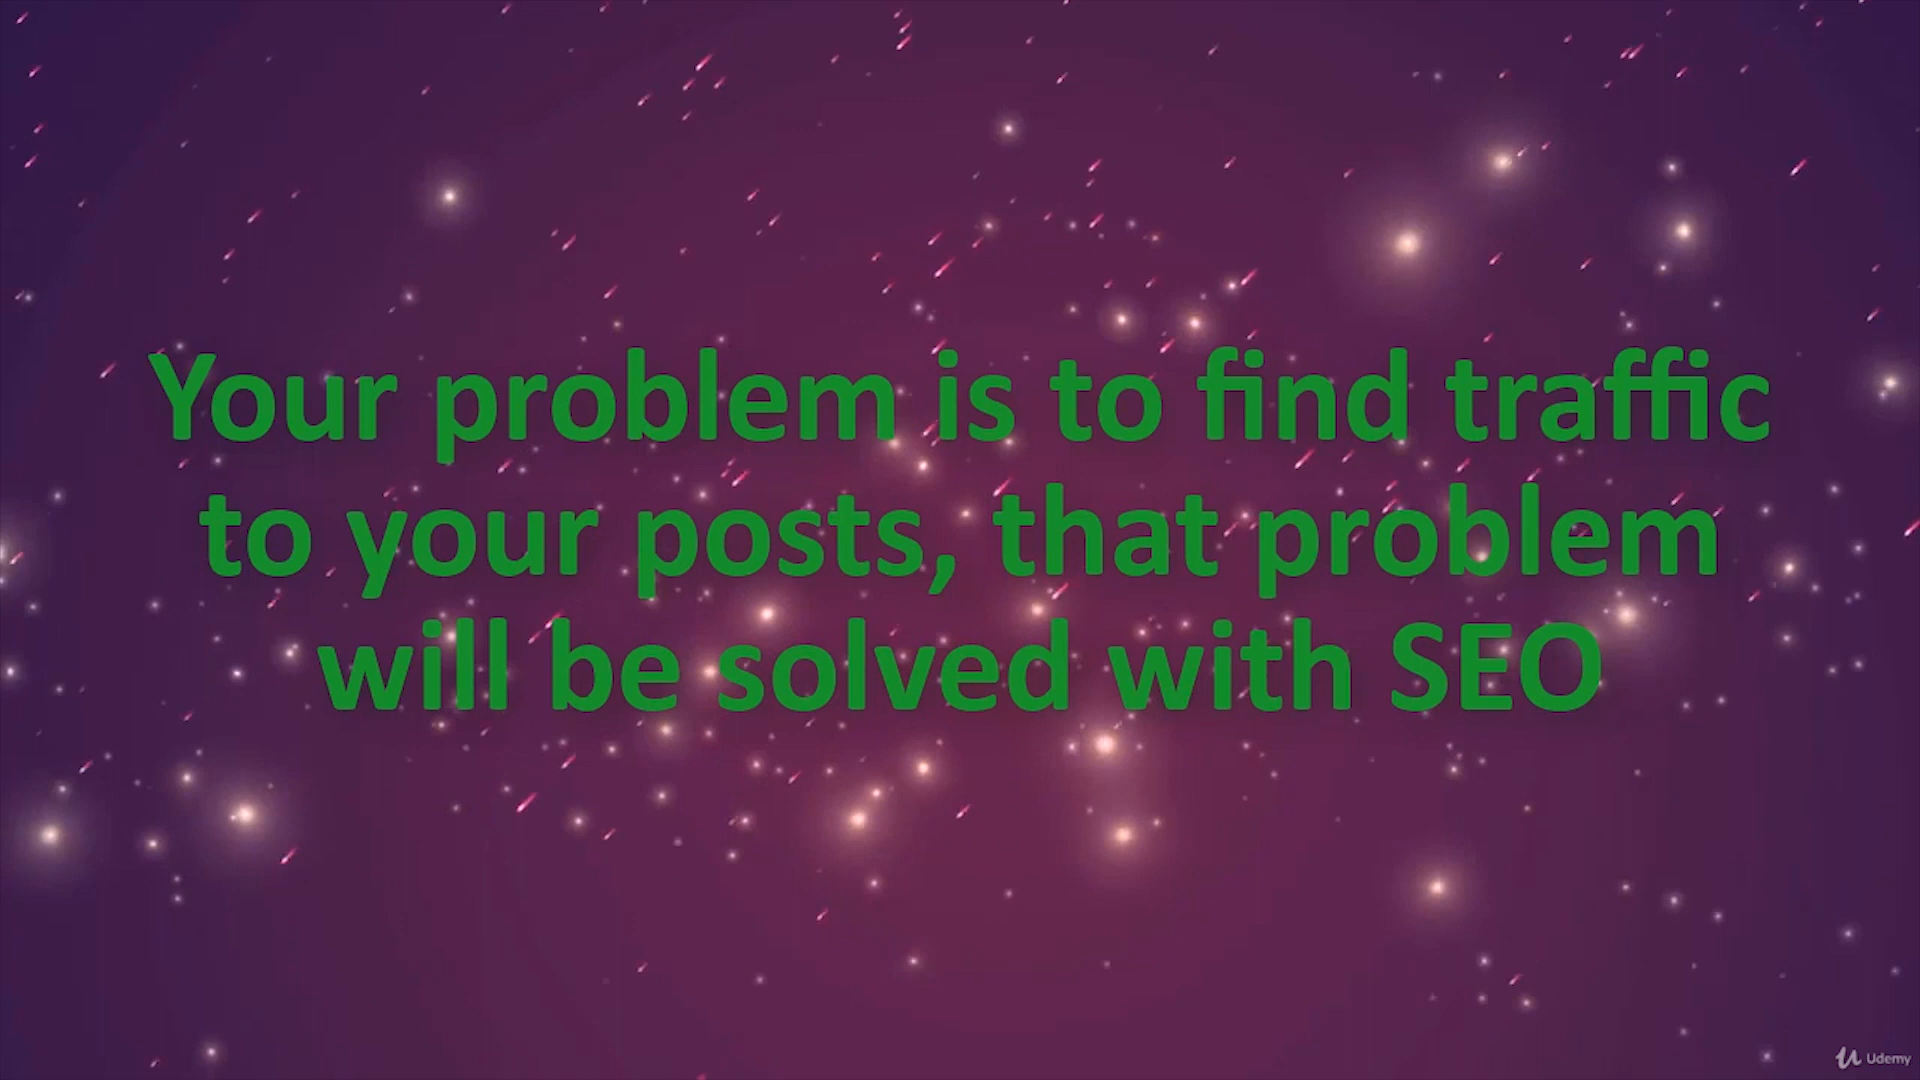 Your problem is to find traffic
to your posts, that problem
will be solved with SEO
Udemy